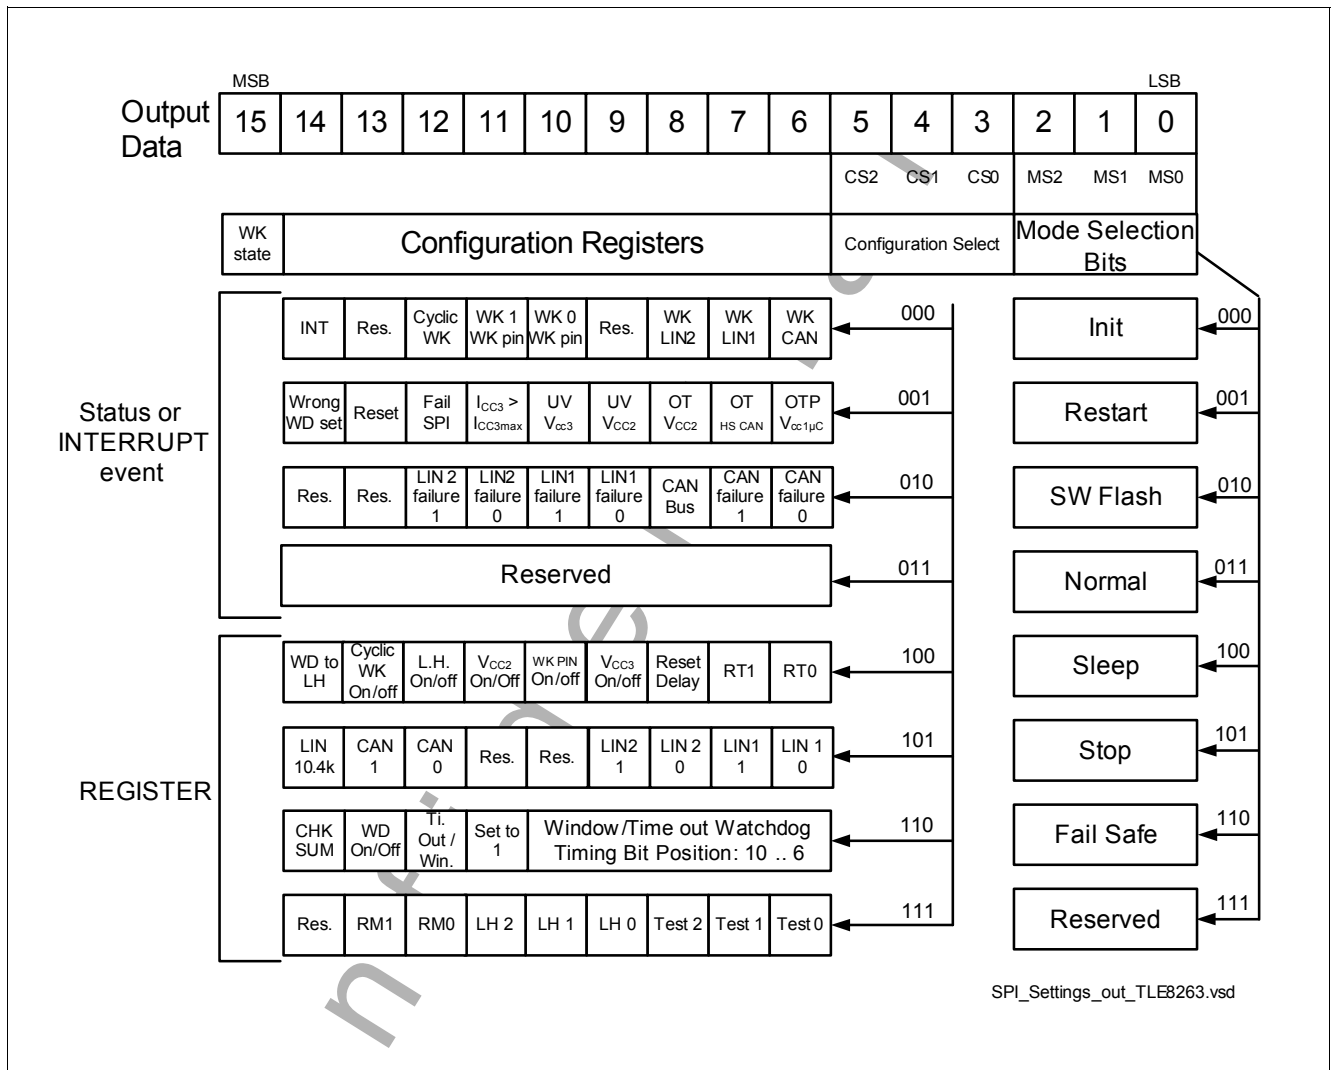 MSB
LSB
Output Data
15 14 13 12 11 10 9 8 7 6 5 4 3 2 1 0
CS2 CS1 CS0 MS2 MS1 MS0
WK state
Configuration Registers
Configuration Select
Mode Selection Bits
Status or INTERRUPT event
INT
Res.
Cyclic WK
WK 1 WK pin
WK 0 WK pin
Res.
WK LIN2
WK LIN1
WK CAN
000
Init
000
Wrong WD set
Reset
Fail SPI
ICC3 > ICC3max
UV Vcc3
UV VCC2
OT VCC2
OT HS CAN
OTP Vcc1µC
001
Restart
001
Res.
Res.
LIN 2 failure 1
LIN2 failure 0
LIN1 failure 1
LIN1 failure 0
CAN Bus
CAN failure 1
CAN failure 0
010
SW Flash
010
Reserved
011
Normal
011
REGISTER
WD to LH
Cyclic WK On/off
L.H. On/off
VCC2 On/Off
WK PIN On/off
VCC3 On/off
Reset Delay
RT1
RT0
100
Sleep
100
LIN 10.4k
CAN 1
CAN 0
Res.
Res.
LIN2 1
LIN 2 0
LIN1 1
LIN 1 0
101
Stop
101
CHK SUM
WD On/Off
Ti. Out / Win.
Set to 1
Window/Time out Watchdog
Timing Bit Position: 10 .. 6
110
Fail Safe
110
Res.
RM1
RM0
LH 2
LH 1
LH 0
Test 2
Test 1
Test 0
111
Reserved
111
SPI_Settings_out_TLE8263.vsd